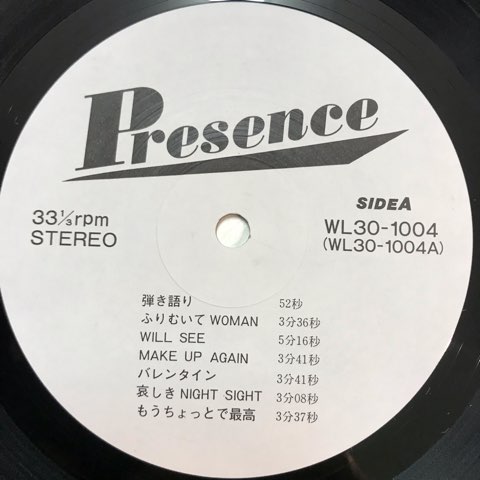 Presence
SIDE A
33⅓rpm
STEREO
WL30-1004
(WL30-1004A)
弾き語り 52秒
ふりむいて WOMAN 3分36秒
WILL SEE 5分16秒
MAKE UP AGAIN 3分41秒
バレンタイン 3分41秒
哀しき NIGHT SIGHT 3分08秒
もうちょっとで最高 3分37秒